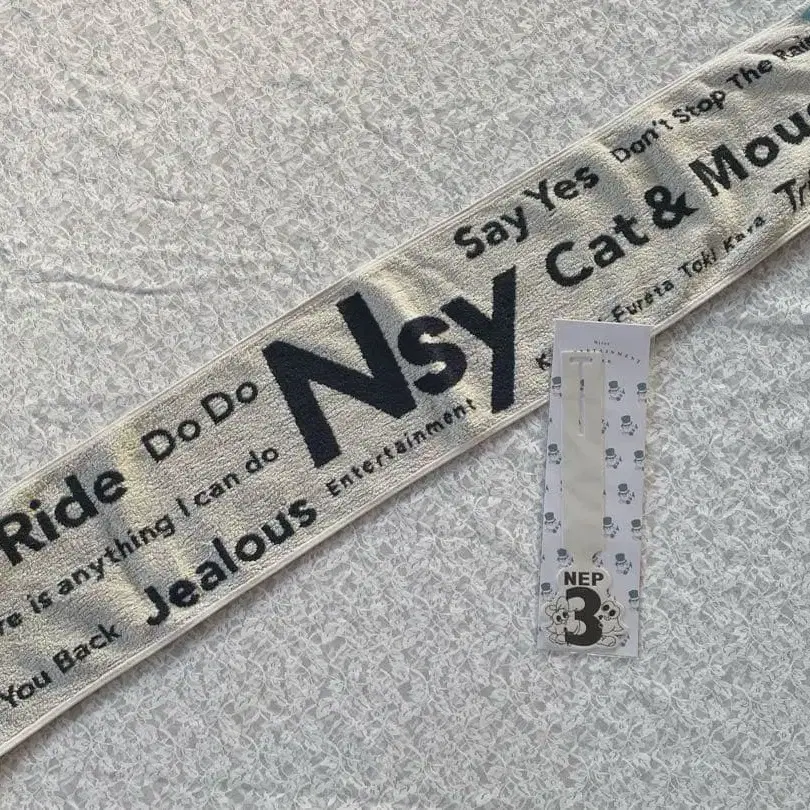 Say Yes
Don't Stop The Rain
Nsy
Cat & Mou
Fureta Toki Kara
Ride
Do Do
re is anything I can do
Entertainment
Jealous
You Back
NEP
3